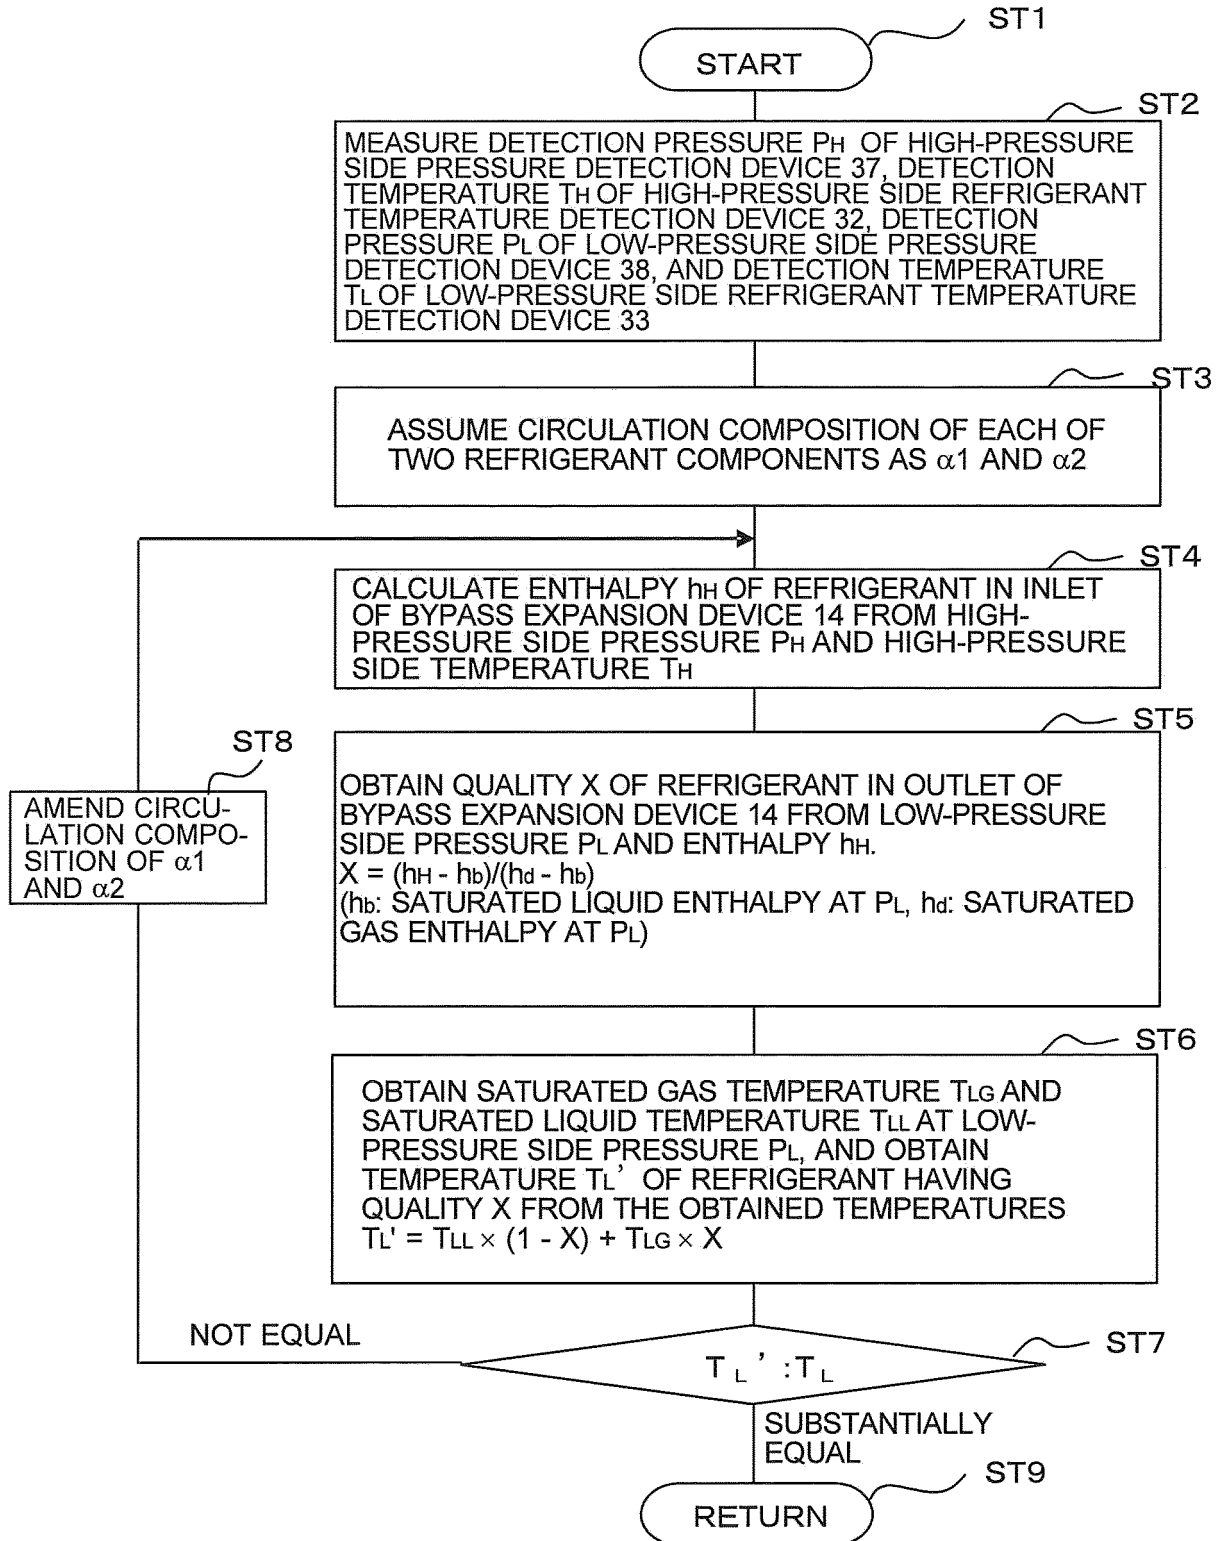 ST1
START
ST2
MEASURE DETECTION PRESSURE PH OF HIGH-PRESSURE
SIDE PRESSURE DETECTION DEVICE 37, DETECTION
TEMPERATURE TH OF HIGH-PRESSURE SIDE REFRIGERANT
TEMPERATURE DETECTION DEVICE 32, DETECTION
PRESSURE PL OF LOW-PRESSURE SIDE PRESSURE
DETECTION DEVICE 38, AND DETECTION TEMPERATURE
TL OF LOW-PRESSURE SIDE REFRIGERANT TEMPERATURE
DETECTION DEVICE 33
ST3
ASSUME CIRCULATION COMPOSITION OF EACH OF
TWO REFRIGERANT COMPONENTS AS α1 AND α2
ST4
CALCULATE ENTHALPY hH OF REFRIGERANT IN INLET
OF BYPASS EXPANSION DEVICE 14 FROM HIGH-
PRESSURE SIDE PRESSURE PH AND HIGH-PRESSURE
SIDE TEMPERATURE TH
ST5
OBTAIN QUALITY X OF REFRIGERANT IN OUTLET OF
BYPASS EXPANSION DEVICE 14 FROM LOW-PRESSURE
SIDE PRESSURE PL AND ENTHALPY hH.
X = (hH - hb)/(hd - hb)
(hb: SATURATED LIQUID ENTHALPY AT PL, hd: SATURATED
GAS ENTHALPY AT PL)
ST8
AMEND CIRCU-
LATION COMPO-
SITION OF α1
AND α2
ST6
OBTAIN SATURATED GAS TEMPERATURE TLG AND
SATURATED LIQUID TEMPERATURE TLL AT LOW-
PRESSURE SIDE PRESSURE PL, AND OBTAIN
TEMPERATURE TL' OF REFRIGERANT HAVING
QUALITY X FROM THE OBTAINED TEMPERATURES
TL' = TLL × (1 - X) + TLG × X
NOT EQUAL
ST7
TL' : TL
SUBSTANTIALLY
EQUAL
ST9
RETURN